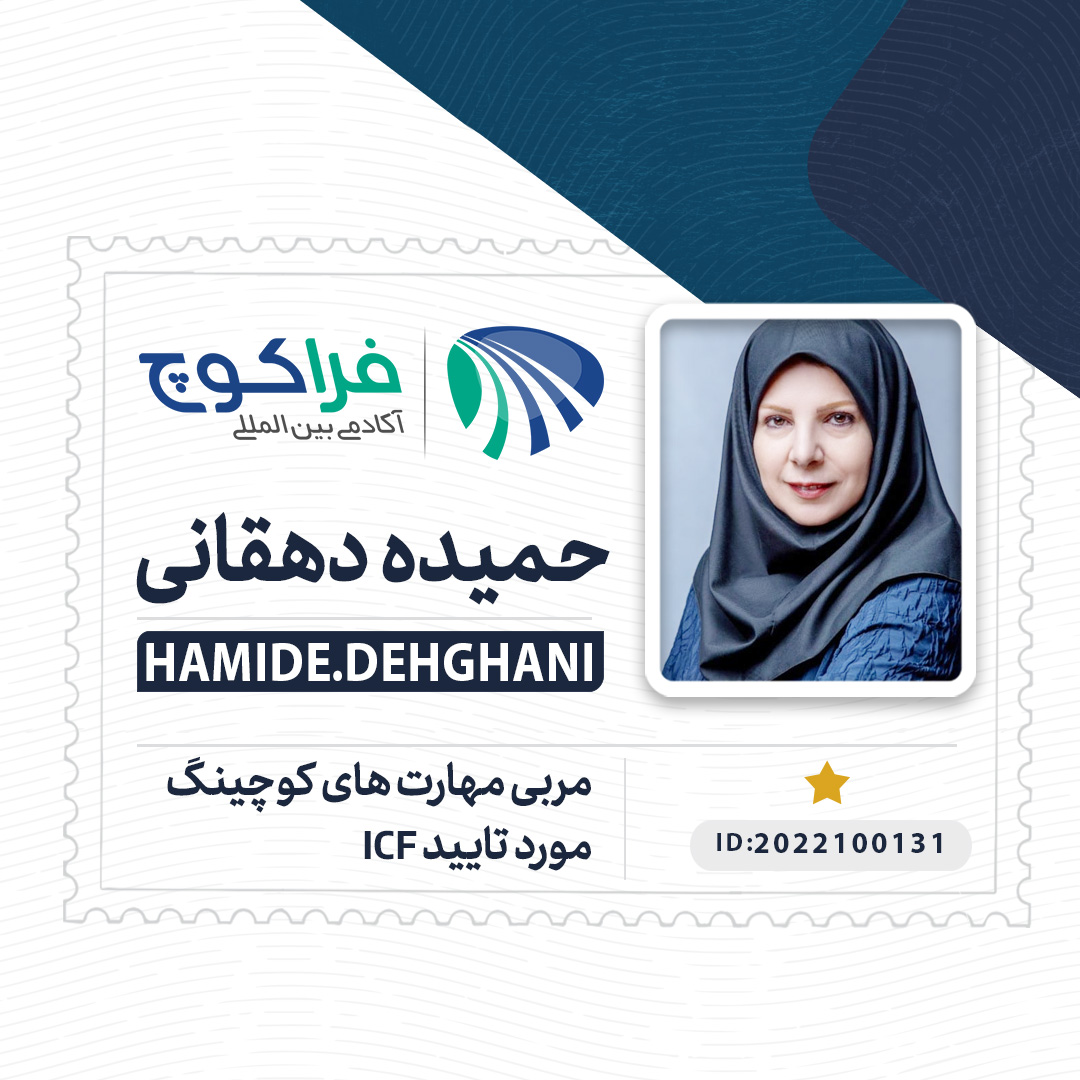 فراکوچ
آکادمی بین المللی
حمیده دهقانی
HAMIDE.DEHGHANI
مربی مهارت های کوچینگ
مورد تایید ICF
ID:2022100131